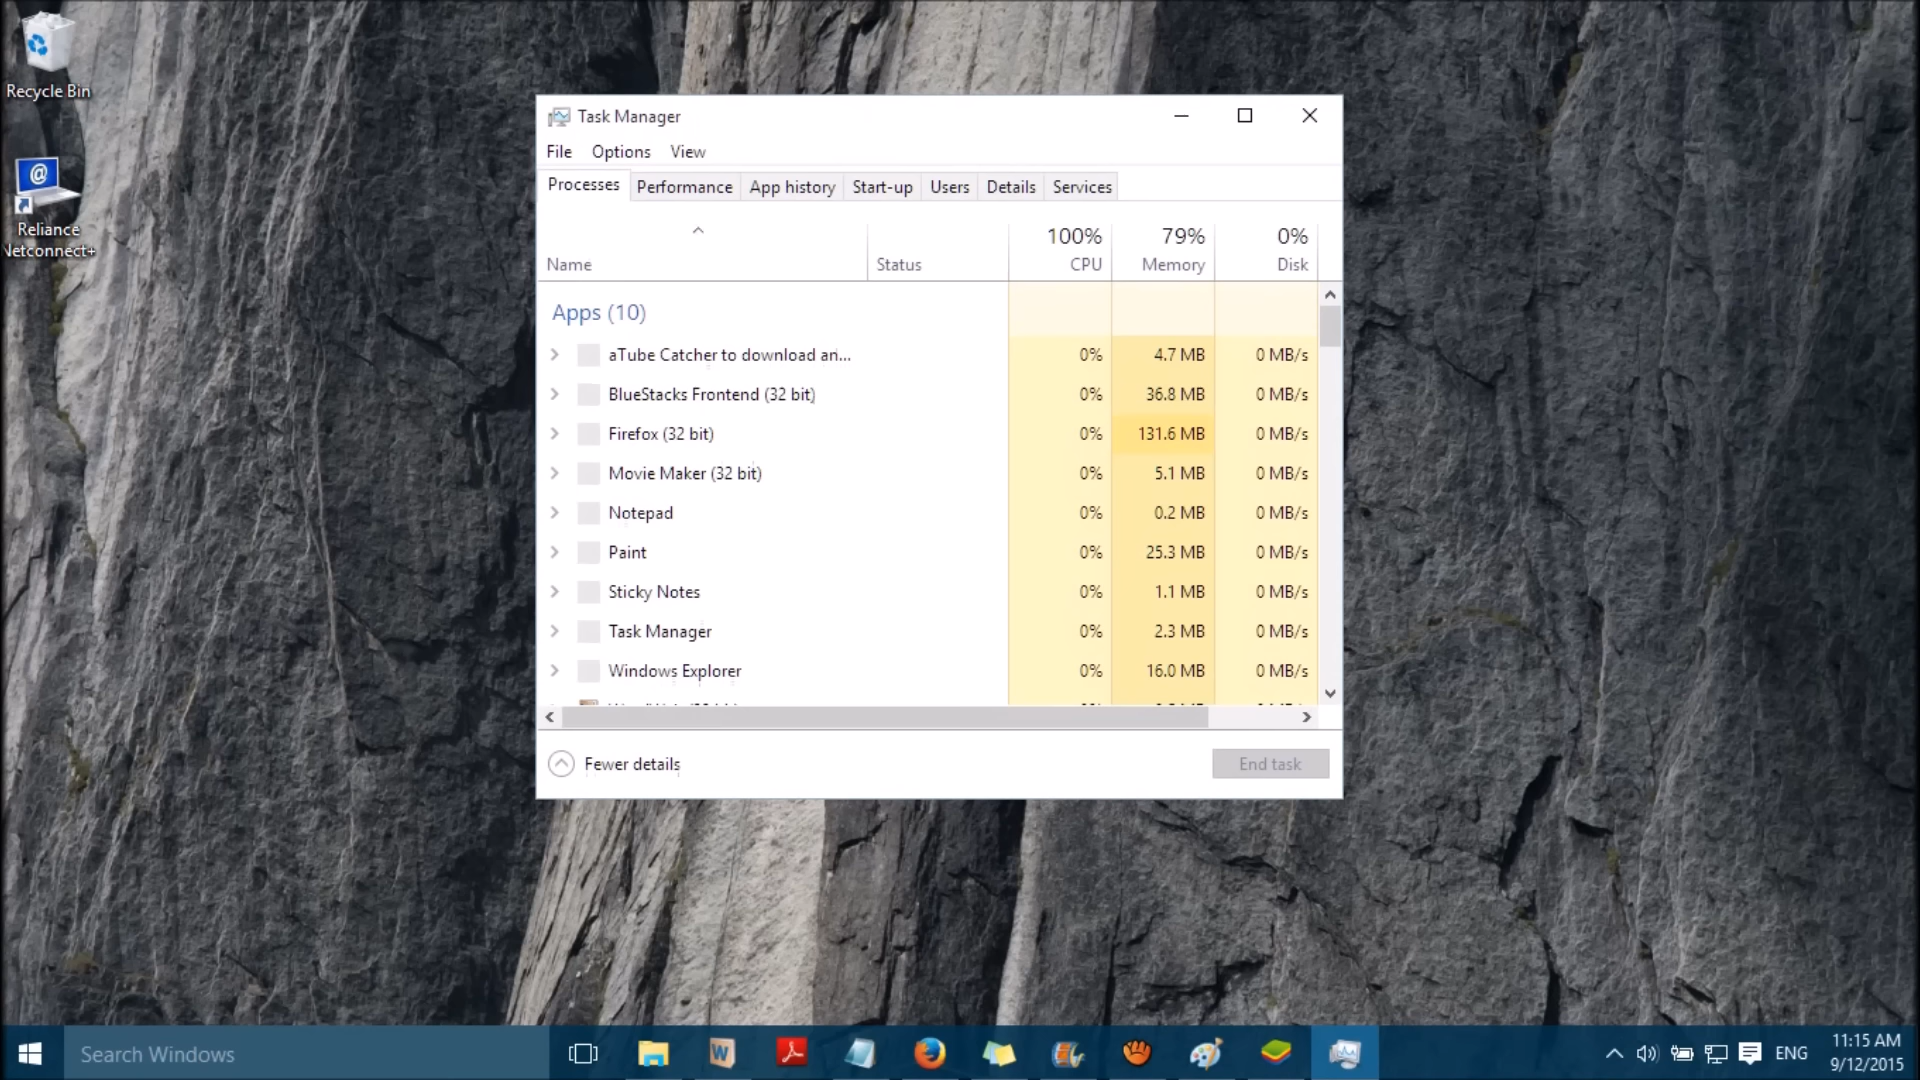 Recycle Bin
Reliance
Netconnect+
Task Manager
File Options View
Processes Performance App history Start-up Users Details Services
100% 79% 0%
Name Status CPU Memory Disk
Apps (10)
aTube Catcher to download an... 0% 4.7 MB 0 MB/s
BlueStacks Frontend (32 bit) 0% 36.8 MB 0 MB/s
Firefox (32 bit) 0% 131.6 MB 0 MB/s
Movie Maker (32 bit) 0% 5.1 MB 0 MB/s
Notepad 0% 0.2 MB 0 MB/s
Paint 0% 25.3 MB 0 MB/s
Sticky Notes 0% 1.1 MB 0 MB/s
Task Manager 0% 2.3 MB 0 MB/s
Windows Explorer 0% 16.0 MB 0 MB/s
Fewer details End task
Search Windows ENG 11:15 AM
9/12/2015